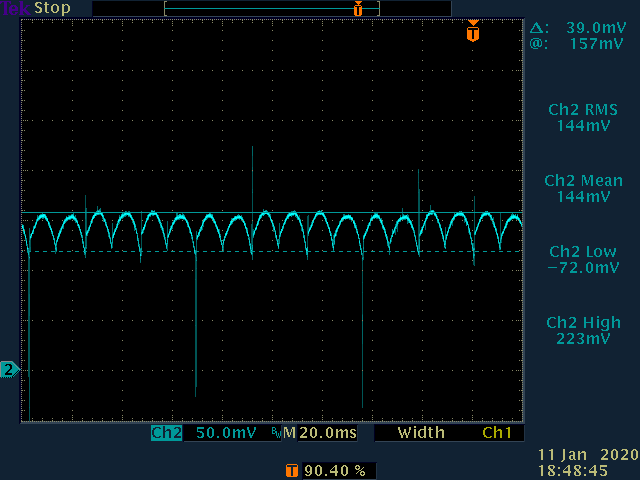 Tek Stop
T
T
Δ: 39.0mV
@: 157mV
Ch2 RMS
144mV
Ch2 Mean
144mV
Ch2 Low
-72.0mV
Ch2 High
223mV
2
Ch2 50.0mV BW M 20.0ms Width Ch1
T 90.40 %
11 Jan 2020
18:48:45